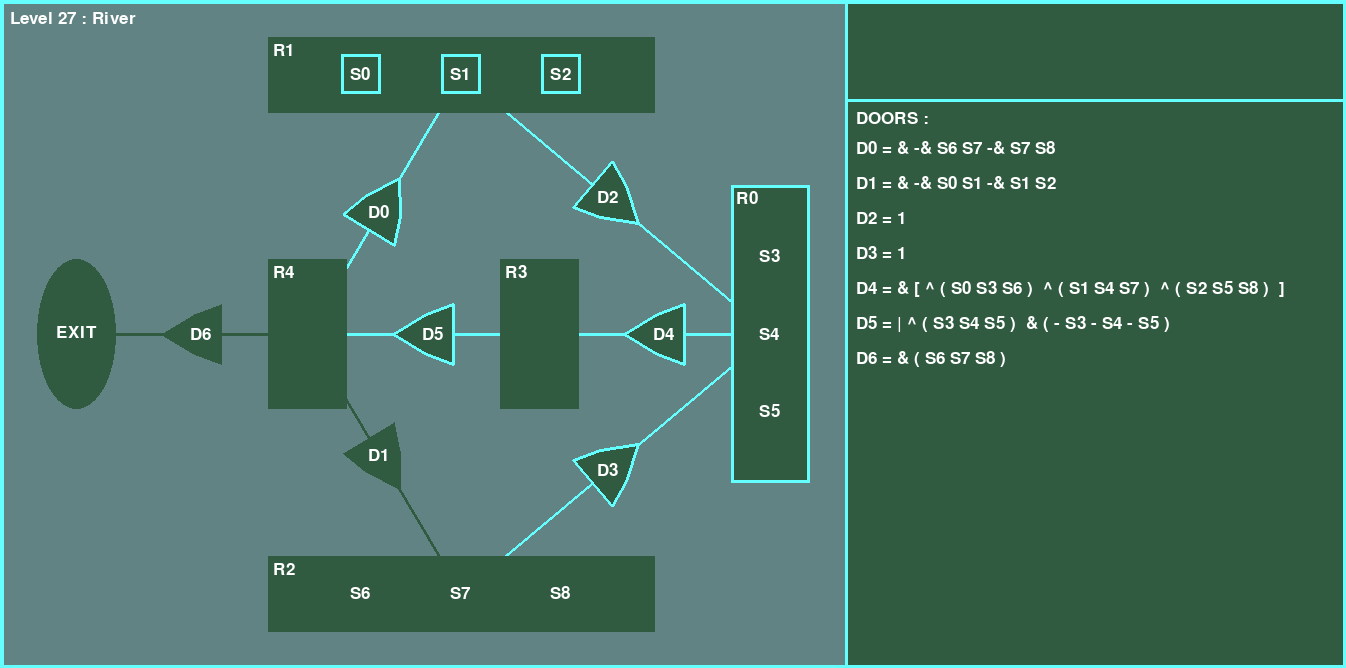 Level 27 : River
R1
S0 S1 S2
D0
D2
R0
S3
R4
R3
EXIT
D6
D5
D4
S4
S5
D1
D3
R2
S6 S7 S8
DOORS :
D0 = & -& S6 S7 -& S7 S8
D1 = & -& S0 S1 -& S1 S2
D2 = 1
D3 = 1
D4 = & [ ^ ( S0 S3 S6 ) ^ ( S1 S4 S7 ) ^ ( S2 S5 S8 ) ]
D5 = | ^ ( S3 S4 S5 ) & ( - S3 - S4 - S5 )
D6 = & ( S6 S7 S8 )